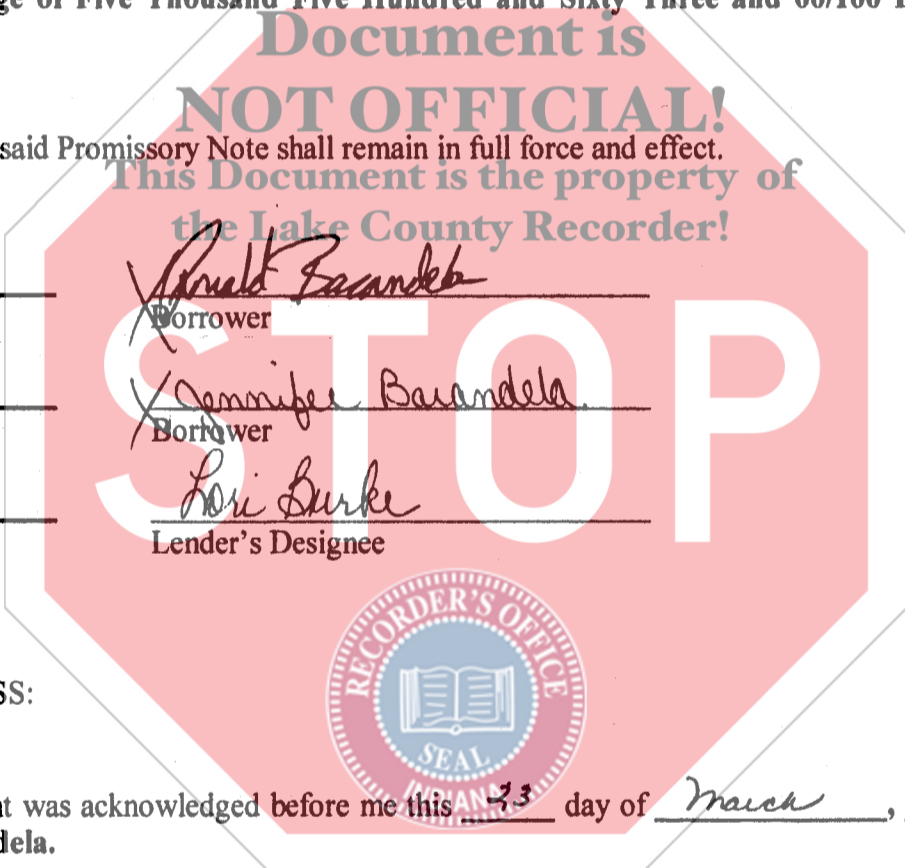 ge of Five Thousand Five Hundred and Sixty Three and 00/100
Document is
NOT OFFICIAL!
said Promissory Note shall remain in full force and effect.
This Document is the property of
the Lake County Recorder!
X Ronald Bacandela
Borrower
STOP
X Jennifer Bacandela
Borrower
Lori Burke
Lender's Designee
RECORDER'S OFFICE
SEAL
INDIANA
SS:
t was acknowledged before me this 23 day of March,
dela.